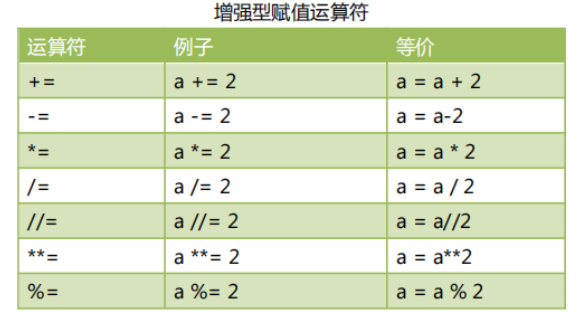 增强型赋值运算符
运算符 例子 等价
+= a += 2 a = a + 2
-= a -= 2 a = a-2
*= a *= 2 a = a * 2
/= a /= 2 a = a / 2
//= a //= 2 a = a//2
**= a **= 2 a = a**2
%= a %= 2 a = a % 2